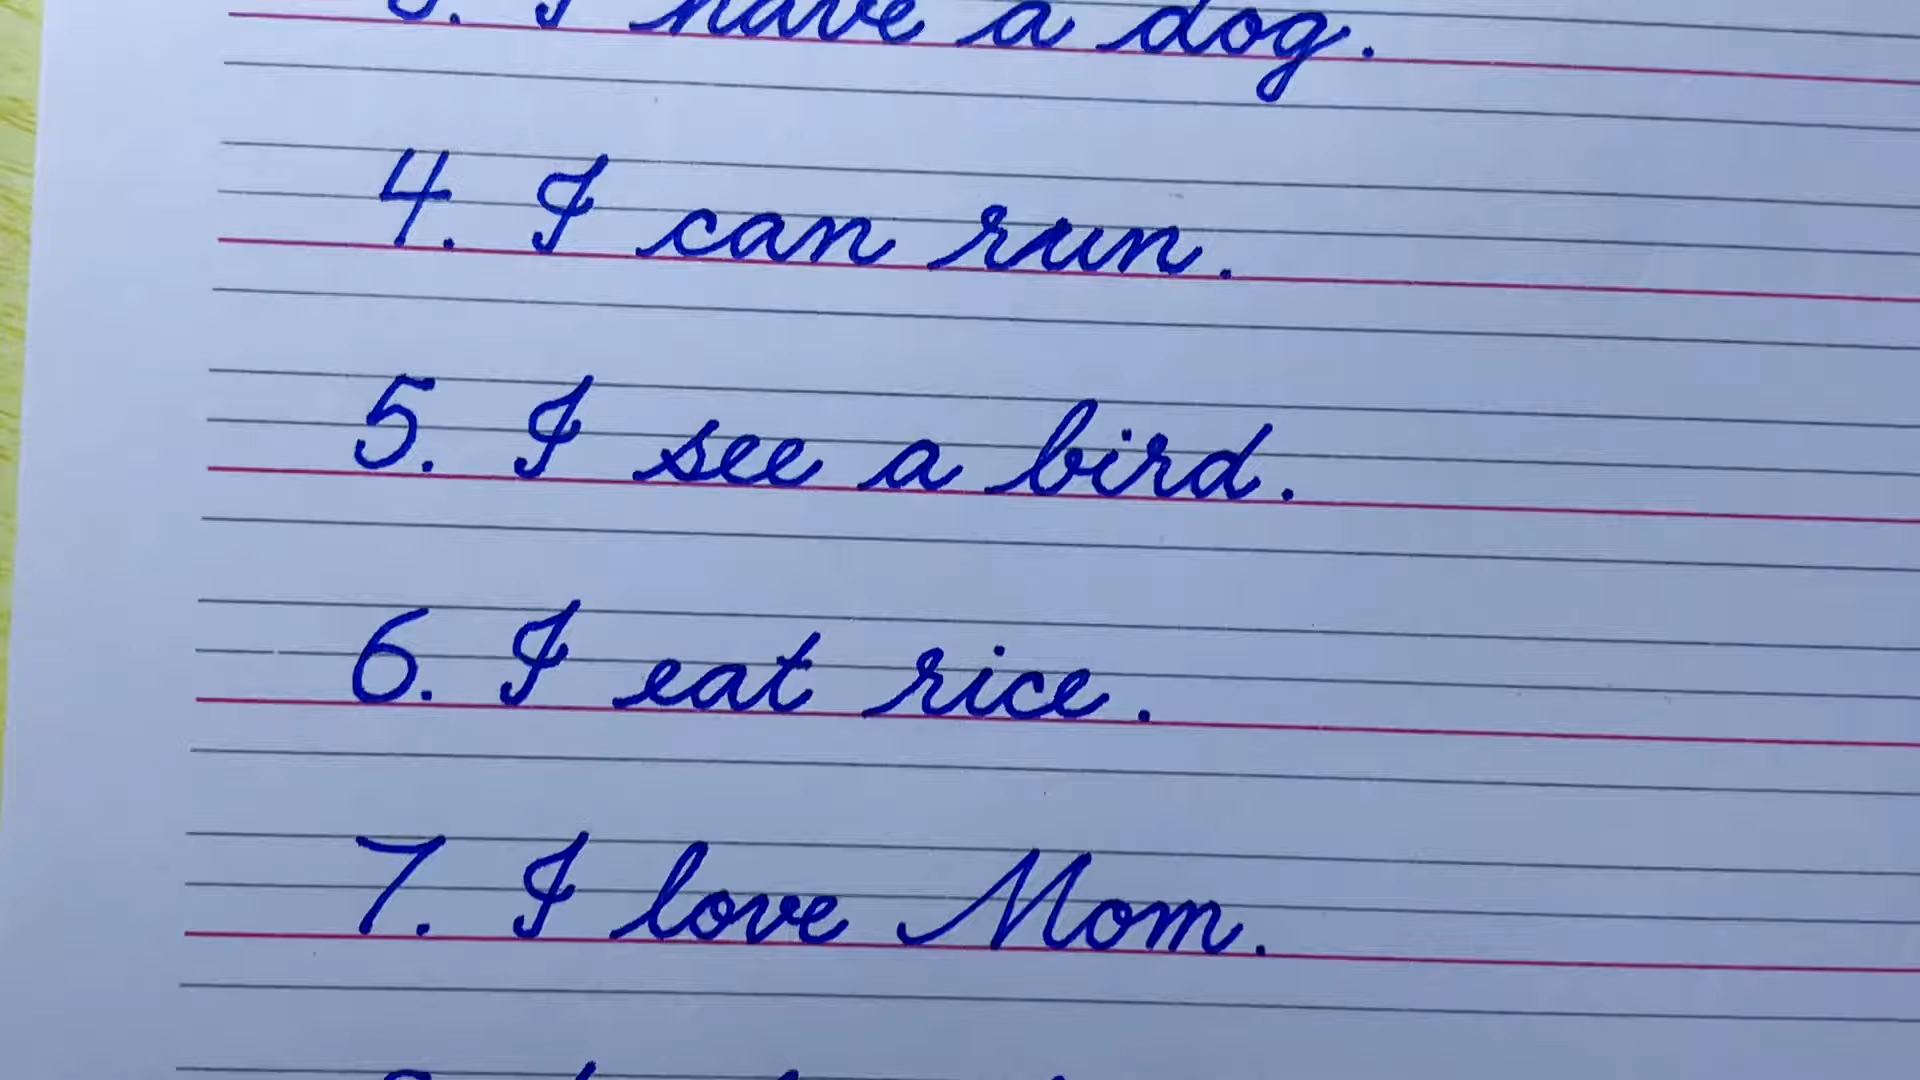 I have a dog.
4. I can run.
5. I see a bird.
6. I eat rice.
7. I love Mom.